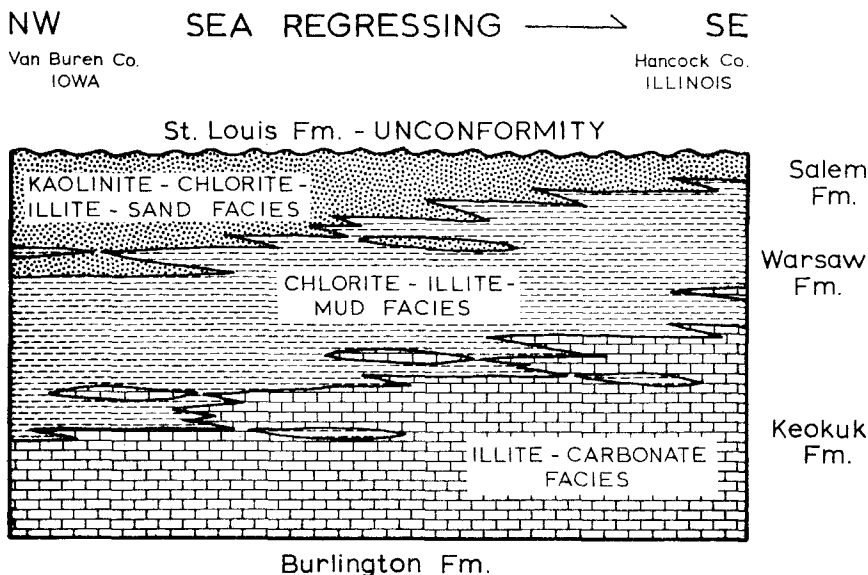 NW SEA REGRESSING SE
Van Buren Co.
IOWA
Hancock Co.
ILLINOIS
St. Louis Fm. - UNCONFORMITY
KAOLINITE - CHLORITE -
ILLITE - SAND FACIES
Salem
Fm.
CHLORITE - ILLITE -
MUD FACIES
Warsaw
Fm.
ILLITE - CARBONATE
FACIES
Keokuk
Fm.
Burlington Fm.